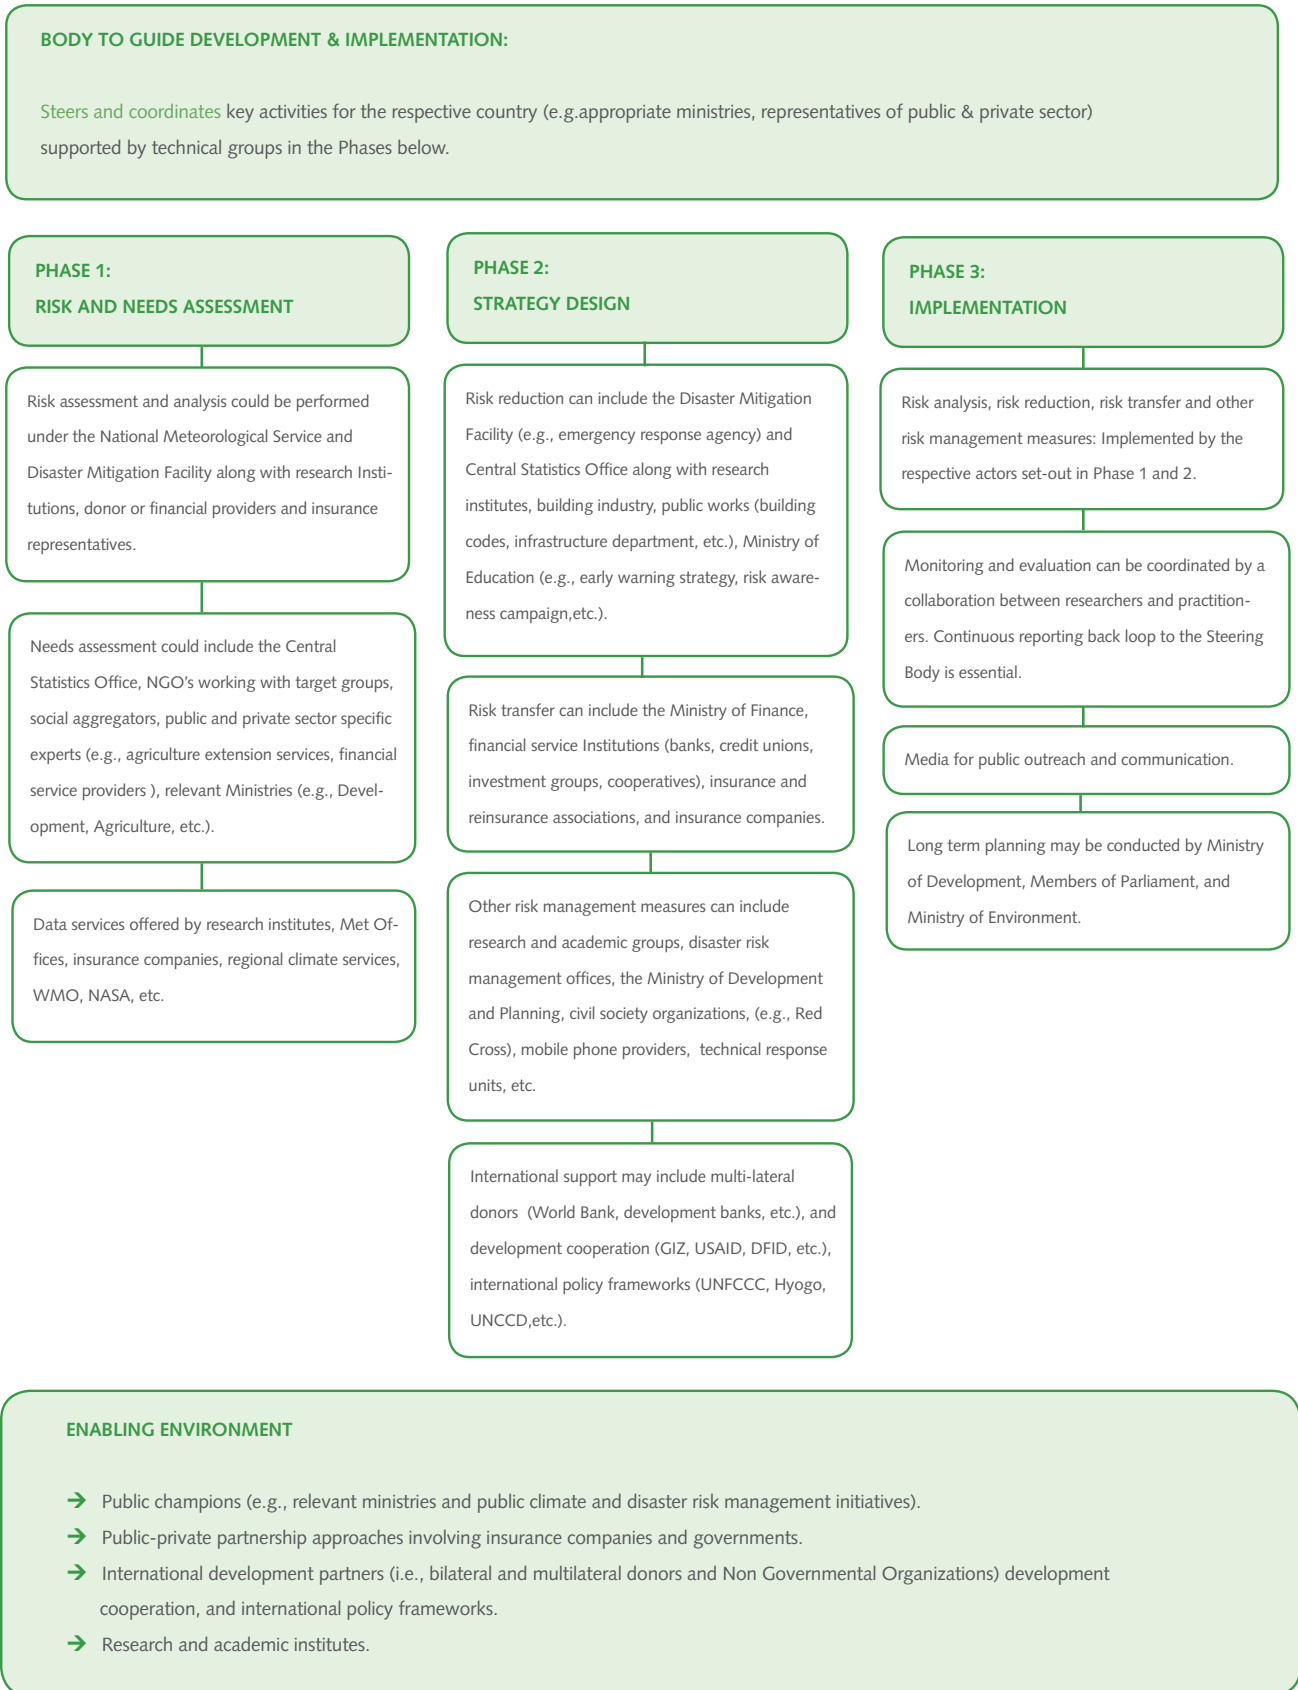 BODY TO GUIDE DEVELOPMENT & IMPLEMENTATION:
Steers and coordinates key activities for the respective country (e.g.appropriate ministries, representatives of public & private sector)
supported by technical groups in the Phases below.
PHASE 1:
RISK AND NEEDS ASSESSMENT
Risk assessment and analysis could be performed
under the National Meteorological Service and
Disaster Mitigation Facility along with research Insti-
tutions, donor or financial providers and insurance
representatives.
Needs assessment could include the Central
Statistics Office, NGO's working with target groups,
social aggregators, public and private sector specific
experts (e.g., agriculture extension services, financial
service providers ), relevant Ministries (e.g., Devel-
opment, Agriculture, etc.).
Data services offered by research institutes, Met Of-
fices, insurance companies, regional climate services,
WMO, NASA, etc.
PHASE 2:
STRATEGY DESIGN
Risk reduction can include the Disaster Mitigation
Facility (e.g., emergency response agency) and
Central Statistics Office along with research
institutes, building industry, public works (building
codes, infrastructure department, etc.), Ministry of
Education (e.g., early warning strategy, risk aware-
ness campaign,etc.).
Risk transfer can include the Ministry of Finance,
financial service Institutions (banks, credit unions,
investment groups, cooperatives), insurance and
reinsurance associations, and insurance companies.
Other risk management measures can include
research and academic groups, disaster risk
management offices, the Ministry of Development
and Planning, civil society organizations, (e.g., Red
Cross), mobile phone providers,  technical response
units, etc.
International support may include multi-lateral
donors  (World Bank, development banks, etc.), and
development cooperation (GIZ, USAID, DFID, etc.),
international policy frameworks (UNFCCC, Hyogo,
UNCCD,etc.).
PHASE 3:
IMPLEMENTATION
Risk analysis, risk reduction, risk transfer and other
risk management measures: Implemented by the
respective actors set-out in Phase 1 and 2.
Monitoring and evaluation can be coordinated by a
collaboration between researchers and practition-
ers. Continuous reporting back loop to the Steering
Body is essential.
Media for public outreach and communication.
Long term planning may be conducted by Ministry
of Development, Members of Parliament, and
Ministry of Environment.
ENABLING ENVIRONMENT
→ Public champions (e.g., relevant ministries and public climate and disaster risk management initiatives).
→ Public-private partnership approaches involving insurance companies and governments.
→ International development partners (i.e., bilateral and multilateral donors and Non Governmental Organizations) development
cooperation, and international policy frameworks.
→ Research and academic institutes.